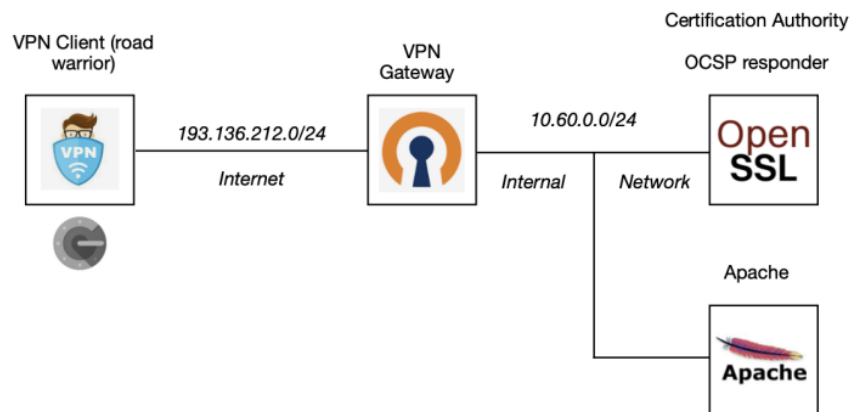 Certification Authority
VPN Client (road
warrior)
VPN
Gateway
OCSP responder
VPN
193.136.212.0/24
Internet
10.60.0.0/24
Internal
Network
Open
SSL
Apache
Apache